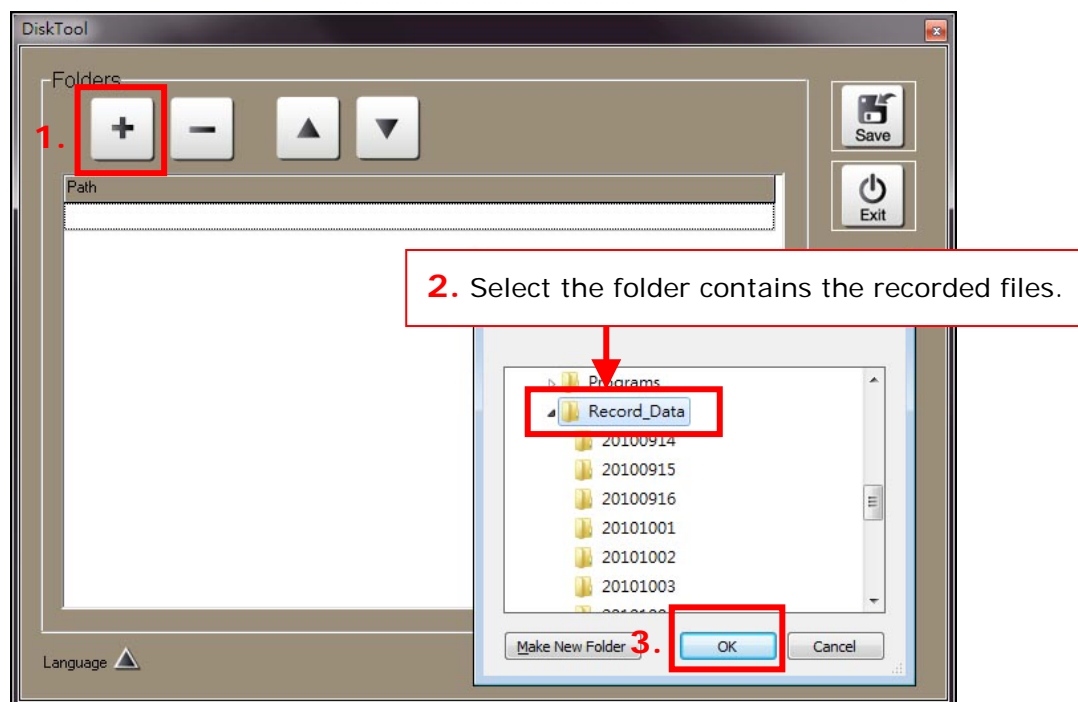 DiskTool
Folders
1.
+
-
Save
Path
Exit
2. Select the folder contains the recorded files.
Programs
Record_Data
20100914
20100915
20100916
20101001
20101002
20101003
Make New Folder
3.
OK
Cancel
Language